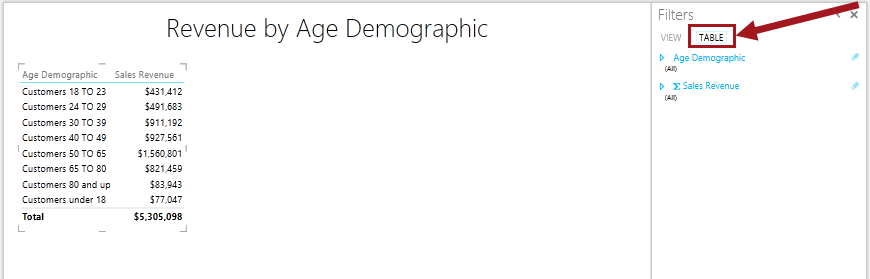 Revenue by Age Demographic
Age Demographic Sales Revenue
Customers 18 TO 23 $431,412
Customers 24 TO 29 $491,683
Customers 30 TO 39 $911,192
Customers 40 TO 49 $927,561
Customers 50 TO 65 $1,560,801
Customers 65 TO 80 $821,459
Customers 80 and up $83,943
Customers under 18 $77,047
Total $5,305,098
Filters
VIEW TABLE
Age Demographic
(All)
Σ Sales Revenue
(All)